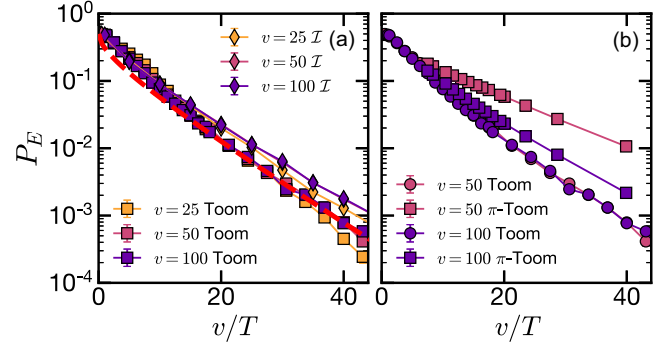 (a)
v = 25 I
v = 50 I
v = 100 I
P_E
10^0
10^{-1}
10^{-2}
10^{-3}
10^{-4}
v = 25 Toom
v = 50 Toom
v = 100 Toom
0
20
40
v/T
(b)
v = 50 Toom
v = 50 π-Toom
v = 100 Toom
v = 100 π-Toom
0
20
40
v/T